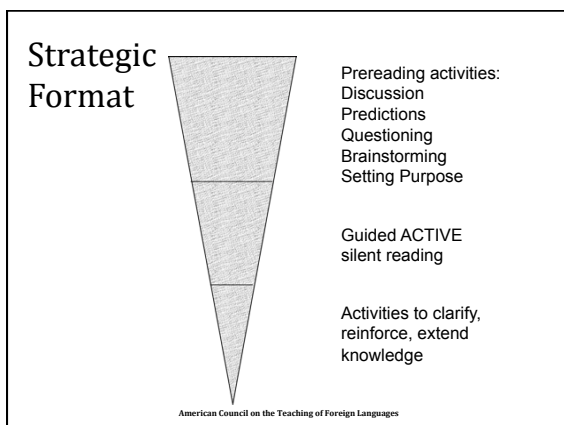 Strategic
Format
Prereading activities:
Discussion
Predictions
Questioning
Brainstorming
Setting Purpose
Guided ACTIVE
silent reading
Activities to clarify,
reinforce, extend
knowledge
American Council on the Teaching of Foreign Languages